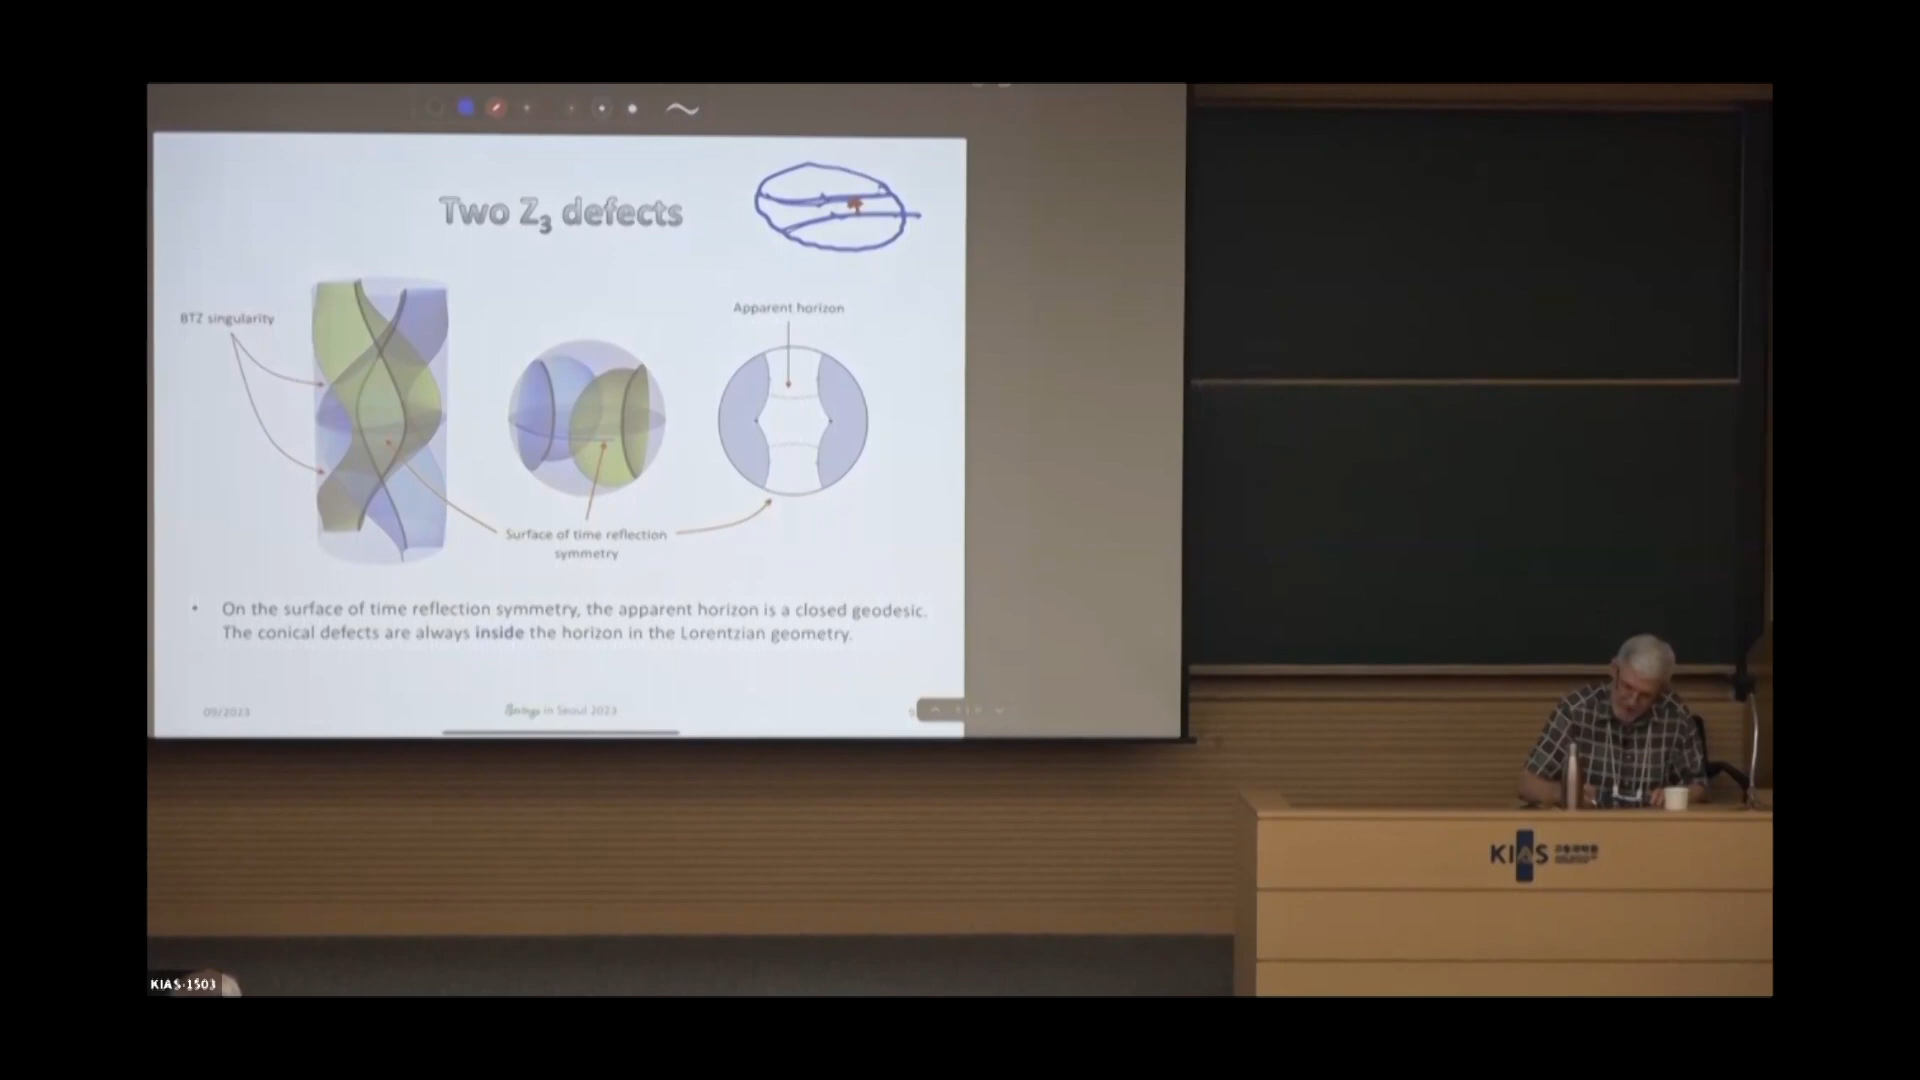 Two Z₃ defects
BTZ singularity
Apparent horizon
Surface of time reflection
symmetry
• On the surface of time reflection symmetry, the apparent horizon is a closed geodesic.
The conical defects are always inside the horizon in the Lorentzian geometry.
09/2023
Strings in Seoul 2023
9
KIAS
KIAS-1503